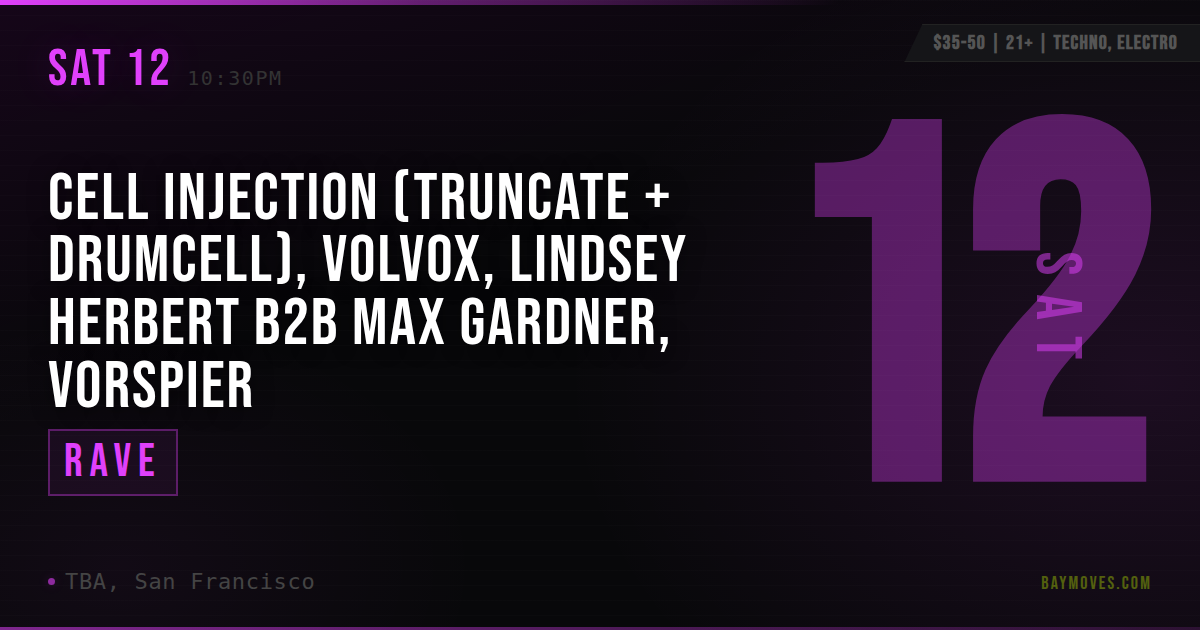 SAT 12 10:30PM
$35-50 | 21+ | TECHNO, ELECTRO
CELL INJECTION (TRUNCATE +
DRUMCELL), VOLVOX, LINDSEY
HERBERT B2B MAX GARDNER,
VORSPIER
RAVE
12
SAT
TBA, San Francisco
BAYMOVES.COM